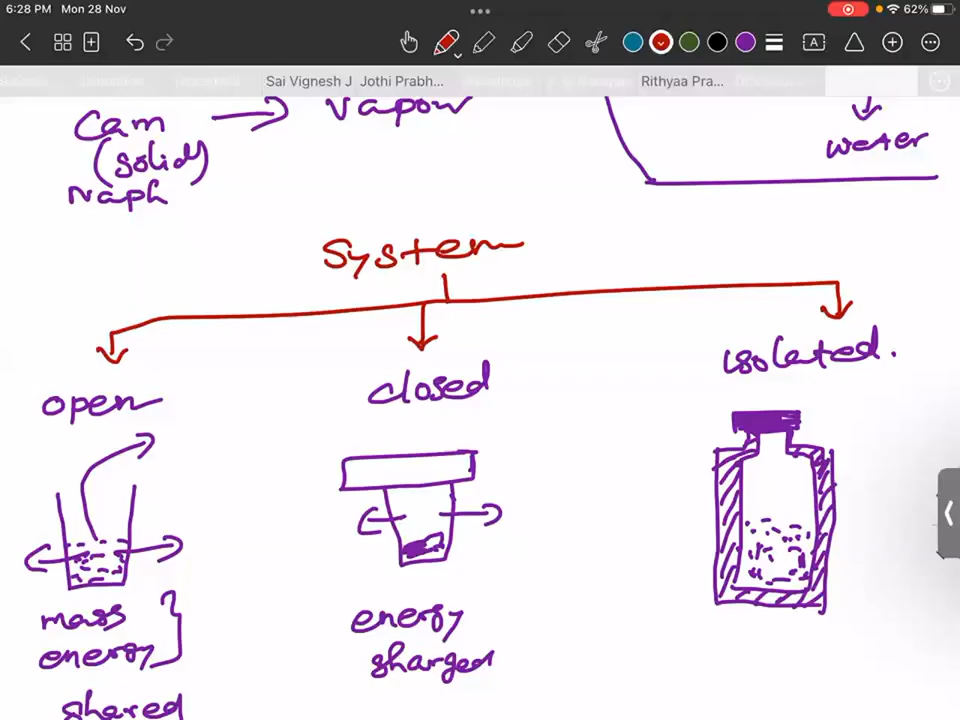 6:28 PM Mon 28 Nov
62%
A
Sai Vignesh J Jothi Prabh... Rithyaa Pra...
Cam → vapour
(solid)
Naph
water
System
open closed isolated.
mass
energy
shared
energy
sharged